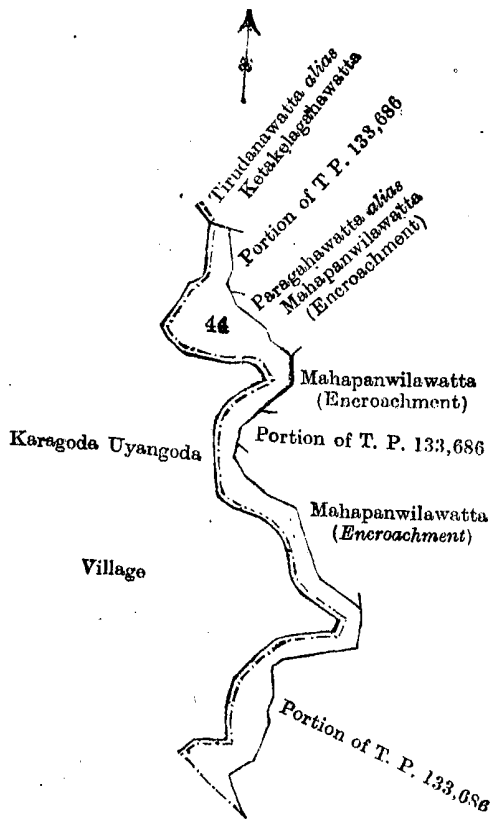 Tirudanawatta alias
Ketakelagahawatta
Portion of T. P. 133,686
Paragahawatta alias
Mahapanwilawatta
(Encroachment)
44
Mahapanwilawatta
(Encroachment)
Portion of T. P. 133,686
Karagoda Uyangoda
Mahapanwilawatta
(Encroachment)
Village
Portion of T. P. 133,686